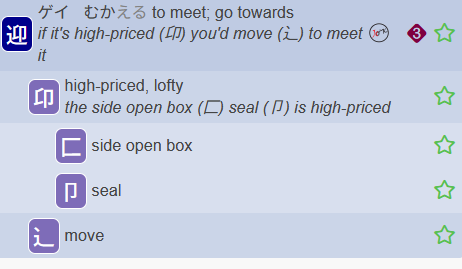 迎 ゲイ むかえる to meet; go towards
if it's high-priced (卬) you'd move (辶) to meet 3
it
卬 high-priced, lofty
the side open box (匚) seal (卩) is high-priced
匚 side open box
卩 seal
辶 move